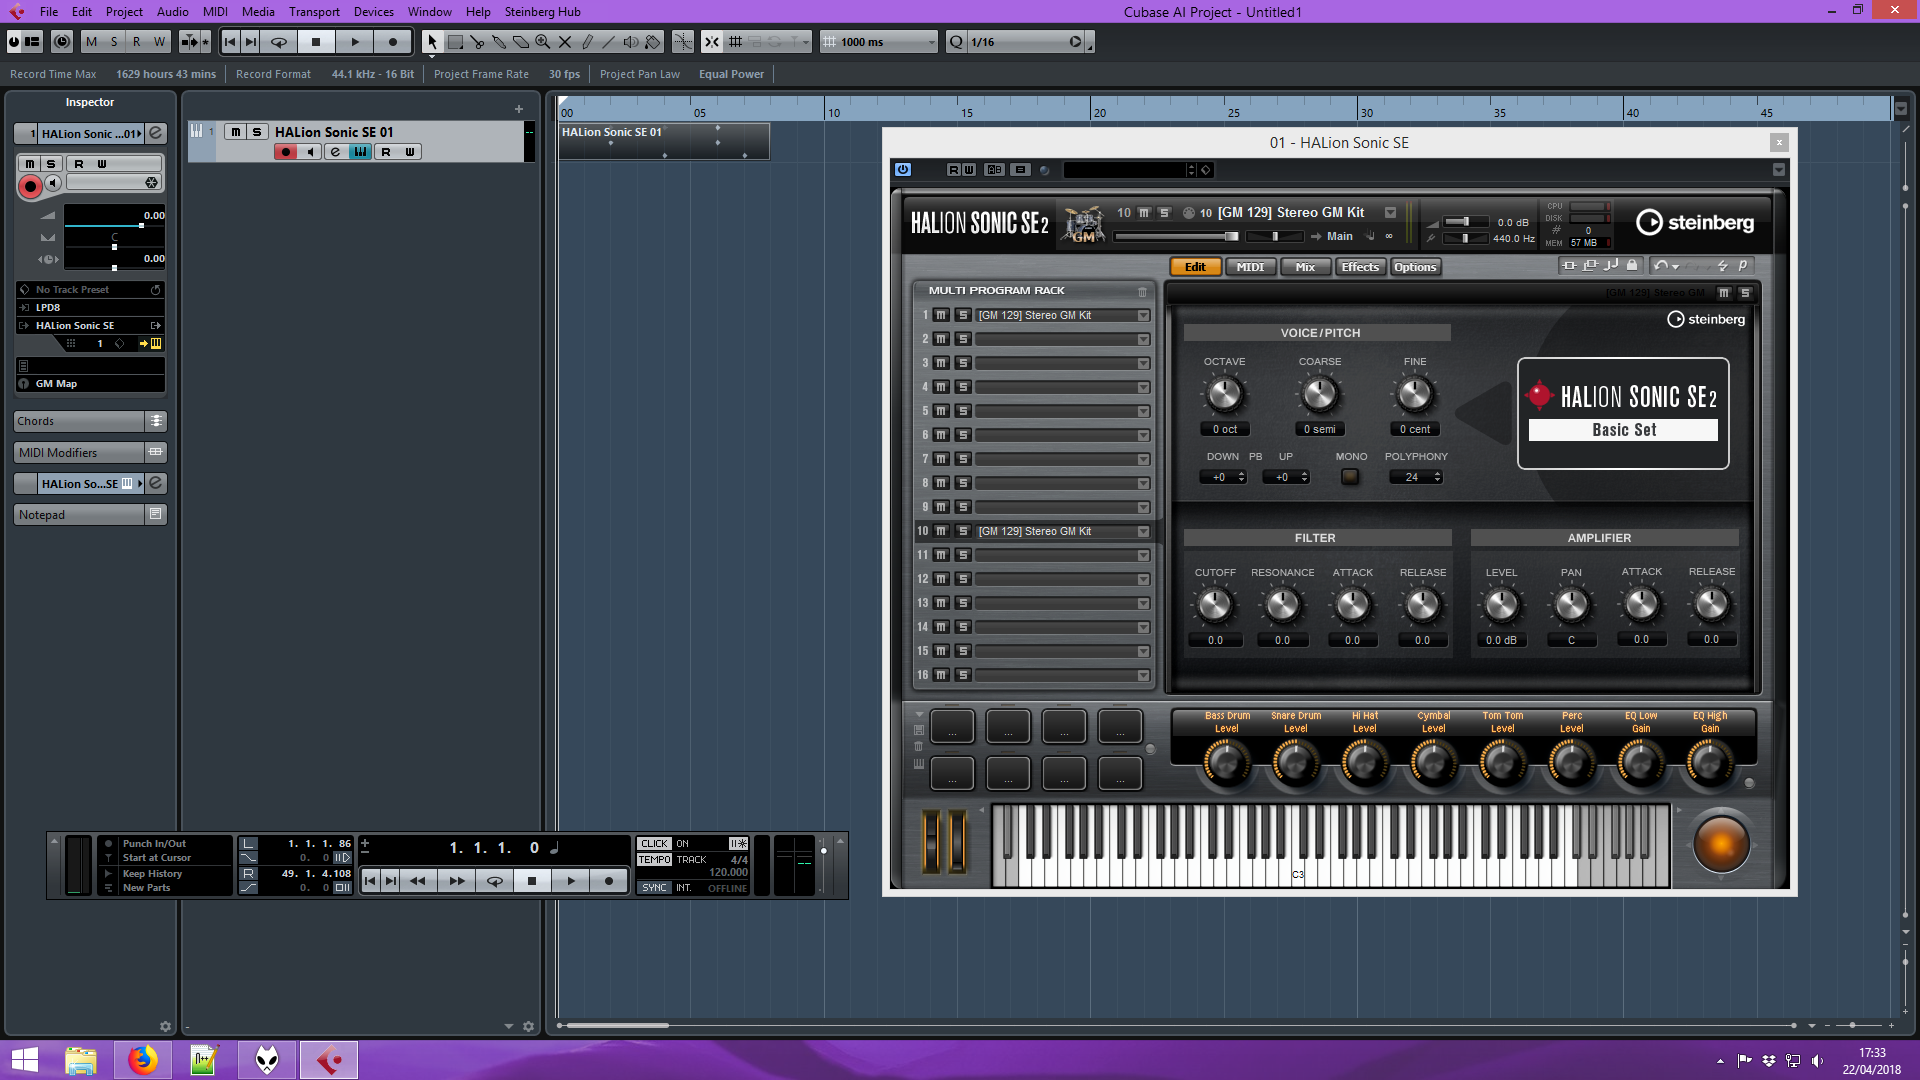 File Edit Project Audio MIDI Media Transport Devices Window Help Steinberg Hub
Cubase AI Project - Untitled1
M S R W
1000 ms
Q 1/16
Record Time Max 1629 hours 43 mins Record Format 44.1 kHz - 16 Bit Project Frame Rate 30 fps Project Pan Law Equal Power
Inspector
1 HALion Sonic ...01
m S R W
0.00
C
0.00
No Track Preset
LPD8
HALion Sonic SE
1
GM Map
Chords
MIDI Modifiers
HALion So...SE
Notepad
1 m S HALion Sonic SE 01
R W
00 05 10 15 20 25 30 35 40 45
HALion Sonic SE 01
01 - HALion Sonic SE
R W
HALION SONIC SE 2
GM
10 m S 10 [GM 129] Stereo GM Kit
Main
0.0 dB
440.0 Hz
CPU
DISK
# 0
MEM 57 MB
steinberg
Edit MIDI Mix Effects Options
MULTI PROGRAM RACK
1 m S [GM 129] Stereo GM Kit
2 m S
3 m S
4 m S
5 m S
6 m S
7 m S
8 m S
9 m S
10 m S [GM 129] Stereo GM Kit
11 m S
12 m S
13 m S
14 m S
15 m S
16 m S
[GM 129] Stereo GM m S
steinberg
VOICE/PITCH
OCTAVE COARSE FINE
0 oct 0 semi 0 cent
DOWN PB UP MONO POLYPHONY
+0 +0 24
HALION SONIC SE 2
Basic Set
FILTER
CUTOFF RESONANCE ATTACK RELEASE
0.0 0.0 0.0 0.0
AMPLIFIER
LEVEL PAN ATTACK RELEASE
0.0 dB C 0.0 0.0
... ... ... ...
... ... ... ...
Bass Drum Level
Snare Drum Level
Hi Hat Level
Cymbal Level
Tom Tom Level
Perc Level
EQ Low Gain
EQ High Gain
C3
Punch In/Out
Start at Cursor
Keep History
New Parts
L 1. 1. 1. 86
0. 0
R 49. 1. 4.108
0. 0
1. 1. 1. 0
CLICK ON
TEMPO TRACK 4/4
120.000
SYNC INT. OFFLINE
17:33
22/04/2018